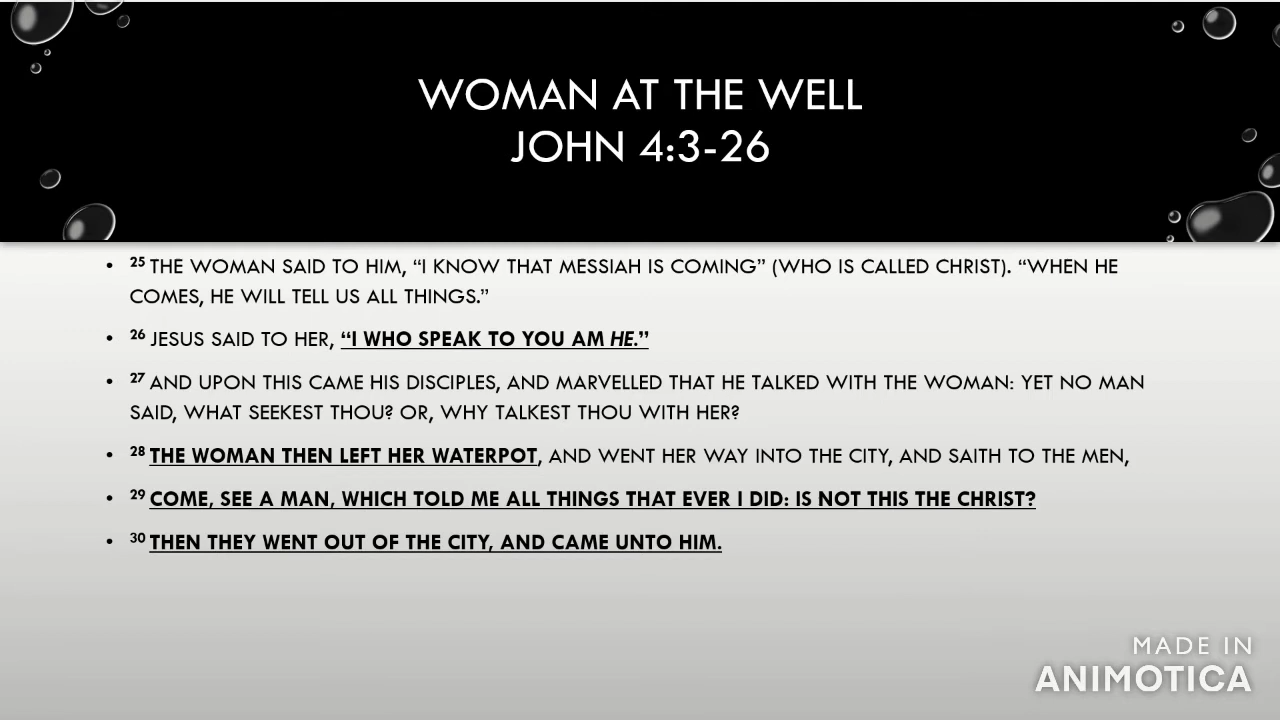 WOMAN AT THE WELL
JOHN 4:3-26
• 25 THE WOMAN SAID TO HIM, “I KNOW THAT MESSIAH IS COMING” (WHO IS CALLED CHRIST). “WHEN HE
COMES, HE WILL TELL US ALL THINGS.”
• 26 JESUS SAID TO HER, “I WHO SPEAK TO YOU AM HE.”
• 27 AND UPON THIS CAME HIS DISCIPLES, AND MARVELLED THAT HE TALKED WITH THE WOMAN: YET NO MAN
SAID, WHAT SEEKEST THOU? OR, WHY TALKEST THOU WITH HER?
• 28 THE WOMAN THEN LEFT HER WATERPOT, AND WENT HER WAY INTO THE CITY, AND SAITH TO THE MEN,
• 29 COME, SEE A MAN, WHICH TOLD ME ALL THINGS THAT EVER I DID: IS NOT THIS THE CHRIST?
• 30 THEN THEY WENT OUT OF THE CITY, AND CAME UNTO HIM.
MADE IN
ANIMOTICA